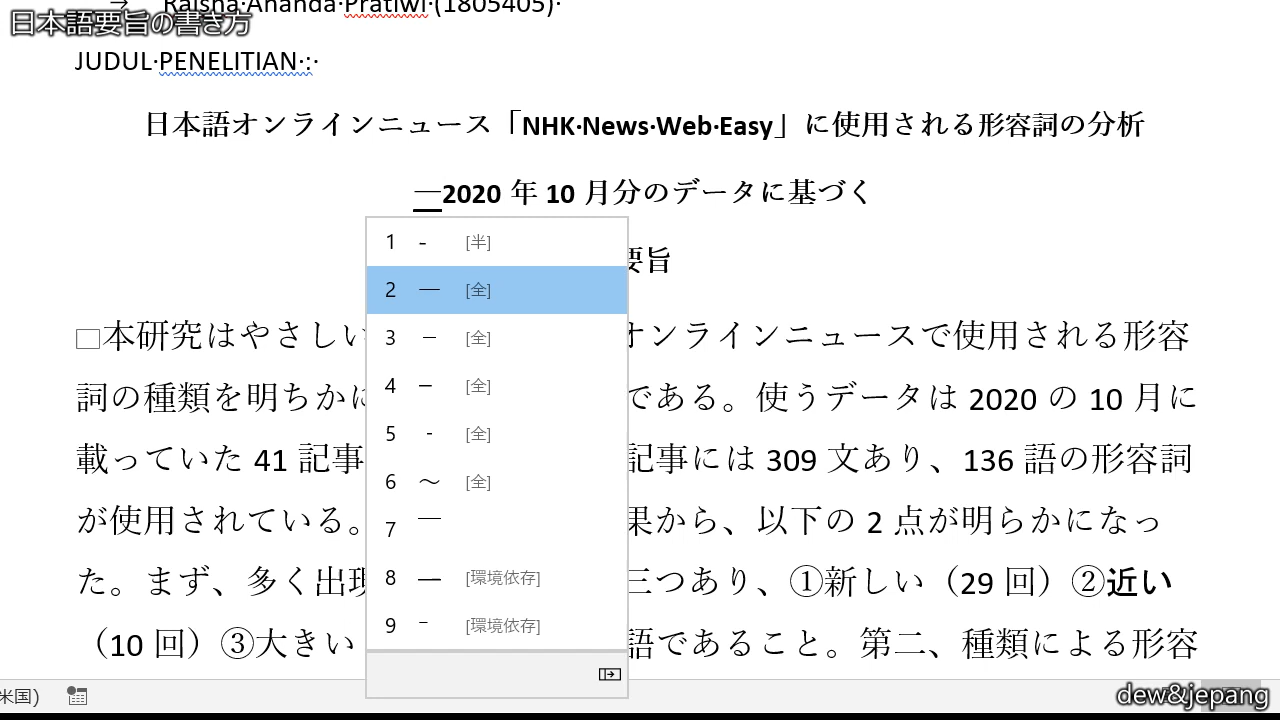 Raisha·Ananda·Pratiwi·(1805405)·
日本語要旨の書き方
JUDUL·PENELITIAN·:·
日本語オンラインニュース「NHK·News·Web·Easy」に使用される形容詞の分析
―2020 年 10 月分のデータに基づく
要旨
□本研究はやさしい オンラインニュースで使用される形容
詞の種類を明ちかに である。使うデータは 2020 の 10 月に
載っていた 41 記事 記事には 309 文あり、136 語の形容詞
が使用されている。 果から、以下の 2 点が明らかになっ
た。まず、多く出現 三つあり、①新しい（29 回）②近い
（10 回）③大きい 語であること。第二、種類による形容
1 - [半]
2 ― [全]
3 − [全]
4 – [全]
5 ‐ [全]
6 ～ [全]
7 ￣
8 — [環境依存]
9 ⁻ [環境依存]
米国)
dew&jepang